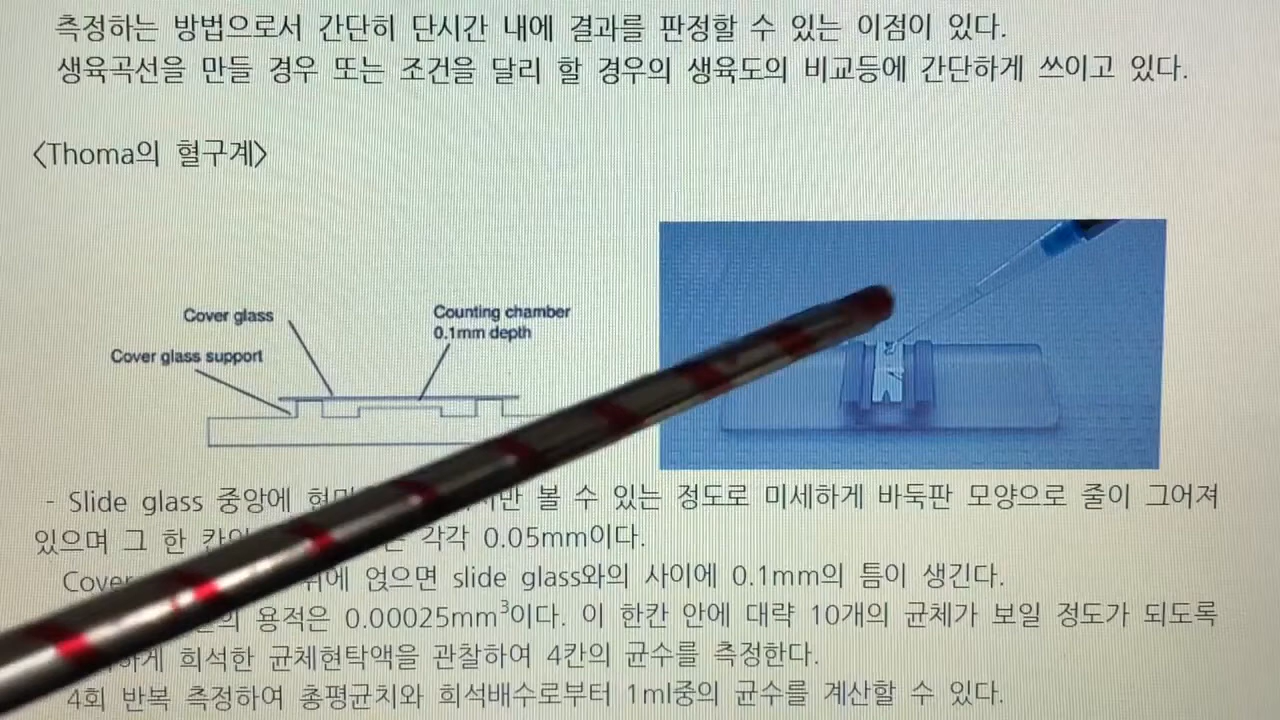 측정하는 방법으로서 간단히 단시간 내에 결과를 판정할 수 있는 이점이 있다.
생육곡선을 만들 경우 또는 조건을 달리 할 경우의 생육도의 비교등에 간단하게 쓰이고 있다.
<Thoma의 혈구계>
Cover glass
Cover glass support
Counting chamber
0.1mm depth
- Slide glass 중앙에 볼 수 있는 정도로 미세하게 바둑판 모양으로 줄이 그어져
있으며 그 한 각각 0.05mm이다.
Cover 위에 얹으면 slide glass와의 사이에 0.1mm의 틈이 생긴다.
용적은 0.00025mm³이다. 이 한칸 안에 대략 10개의 균체가 보일 정도가 되도록
희석한 균체현탁액을 관찰하여 4칸의 균수를 측정한다.
4회 반복 측정하여 총평균치와 희석배수로부터 1ml중의 균수를 계산할 수 있다.